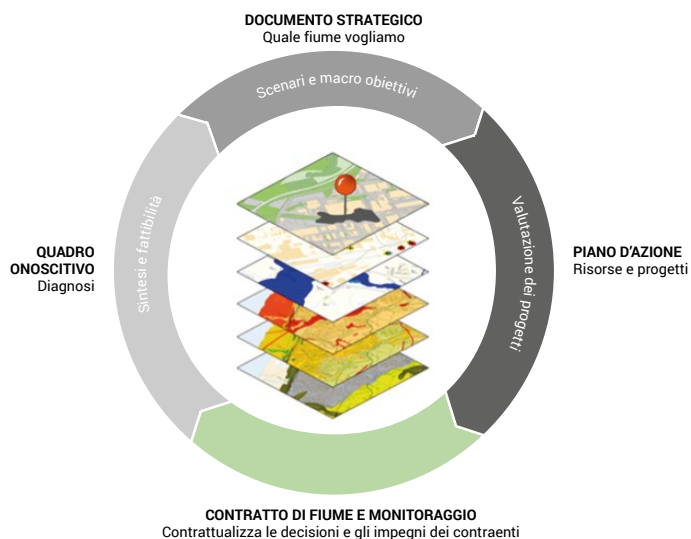 DOCUMENTO STRATEGICO
Quale fiume vogliamo
Scenari e macro obiettivi
Sintesi e fattibilità
Valutazione dei progetti
QUADRO
ONOSCITIVO
Diagnosi
PIANO D'AZIONE
Risorse e progetti
CONTRATTO DI FIUME E MONITORAGGIO
Contrattualizza le decisioni e gli impegni dei contraenti